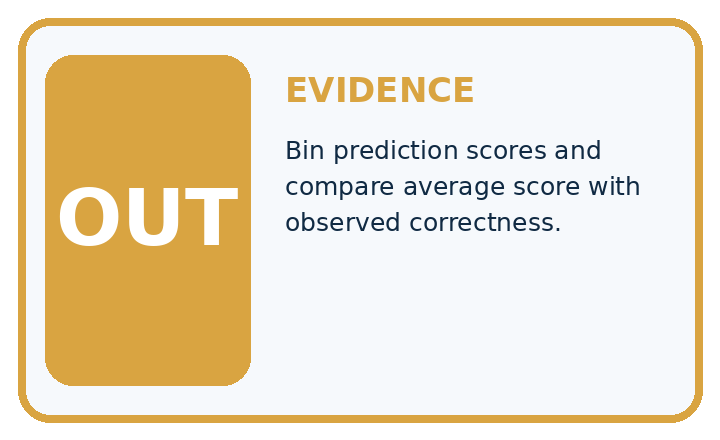 OUT
EVIDENCE
Bin prediction scores and
compare average score with
observed correctness.